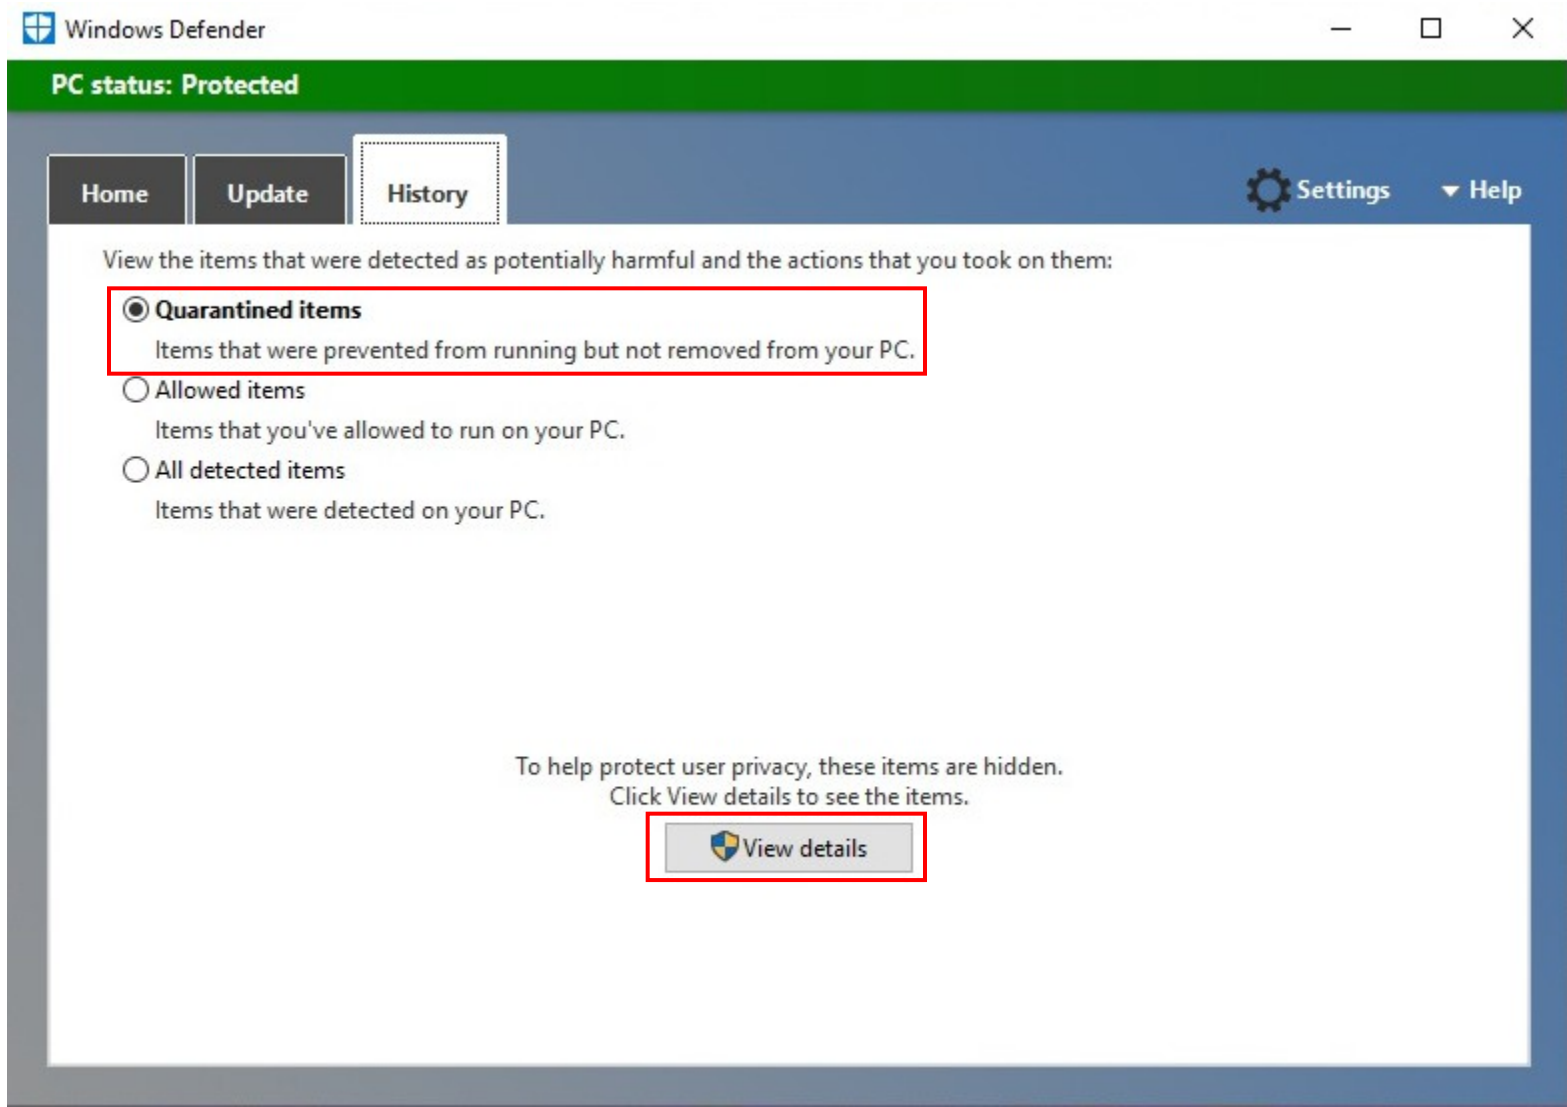 Windows Defender
PC status: Protected
Home
Update
History
Settings
Help
View the items that were detected as potentially harmful and the actions that you took on them:
Quarantined items
Items that were prevented from running but not removed from your PC.
Allowed items
Items that you've allowed to run on your PC.
All detected items
Items that were detected on your PC.
To help protect user privacy, these items are hidden.
Click View details to see the items.
View details